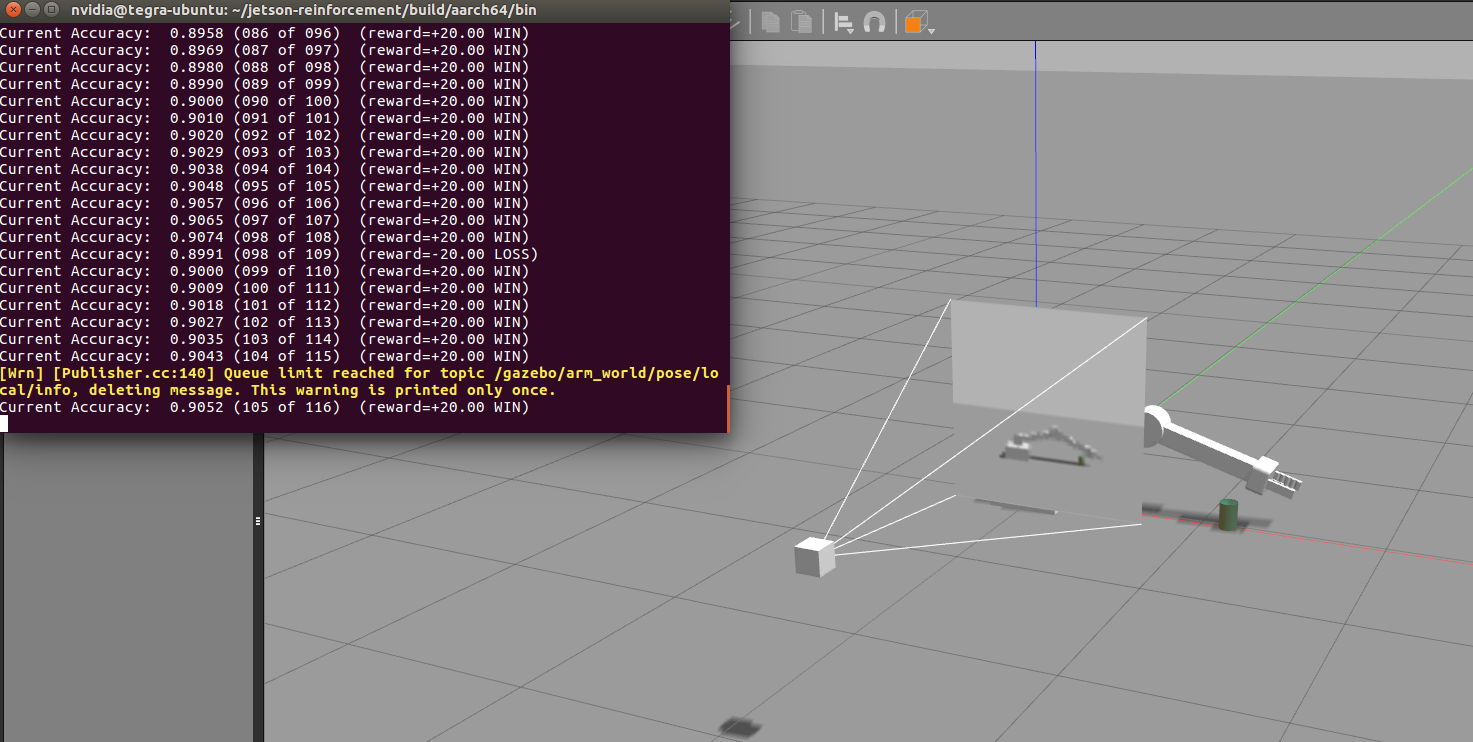 nvidia@tegra-ubuntu: ~/jetson-reinforcement/build/aarch64/bin
Current Accuracy:  0.8958 (086 of 096)  (reward=+20.00 WIN)
Current Accuracy:  0.8969 (087 of 097)  (reward=+20.00 WIN)
Current Accuracy:  0.8980 (088 of 098)  (reward=+20.00 WIN)
Current Accuracy:  0.8990 (089 of 099)  (reward=+20.00 WIN)
Current Accuracy:  0.9000 (090 of 100)  (reward=+20.00 WIN)
Current Accuracy:  0.9010 (091 of 101)  (reward=+20.00 WIN)
Current Accuracy:  0.9020 (092 of 102)  (reward=+20.00 WIN)
Current Accuracy:  0.9029 (093 of 103)  (reward=+20.00 WIN)
Current Accuracy:  0.9038 (094 of 104)  (reward=+20.00 WIN)
Current Accuracy:  0.9048 (095 of 105)  (reward=+20.00 WIN)
Current Accuracy:  0.9057 (096 of 106)  (reward=+20.00 WIN)
Current Accuracy:  0.9065 (097 of 107)  (reward=+20.00 WIN)
Current Accuracy:  0.9074 (098 of 108)  (reward=+20.00 WIN)
Current Accuracy:  0.8991 (098 of 109)  (reward=-20.00 LOSS)
Current Accuracy:  0.9000 (099 of 110)  (reward=+20.00 WIN)
Current Accuracy:  0.9009 (100 of 111)  (reward=+20.00 WIN)
Current Accuracy:  0.9018 (101 of 112)  (reward=+20.00 WIN)
Current Accuracy:  0.9027 (102 of 113)  (reward=+20.00 WIN)
Current Accuracy:  0.9035 (103 of 114)  (reward=+20.00 WIN)
Current Accuracy:  0.9043 (104 of 115)  (reward=+20.00 WIN)
[Wrn] [Publisher.cc:140] Queue limit reached for topic /gazebo/arm_world/pose/lo
cal/info, deleting message. This warning is printed only once.
Current Accuracy:  0.9052 (105 of 116)  (reward=+20.00 WIN)